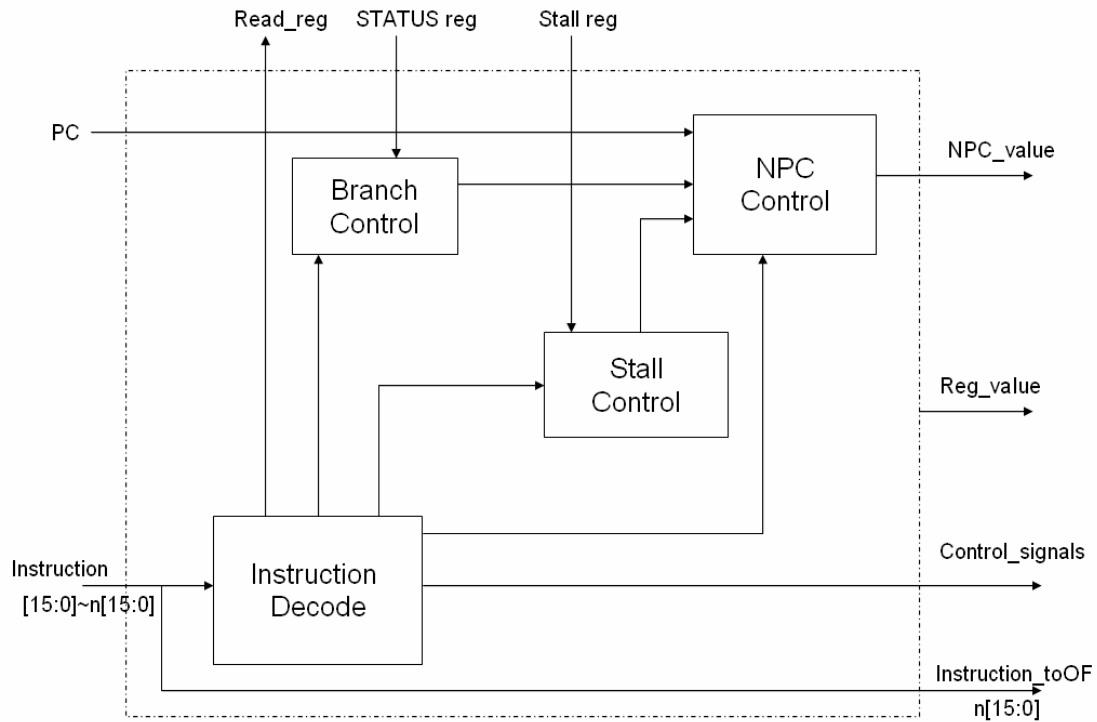 Read_reg
STATUS reg
Stall reg
PC
NPC_value
Branch
Control
NPC
Control
Stall
Control
Reg_value
Instruction
[15:0]~n[15:0]
Instruction
Decode
Control_signals
Instruction_toOF
n[15:0]